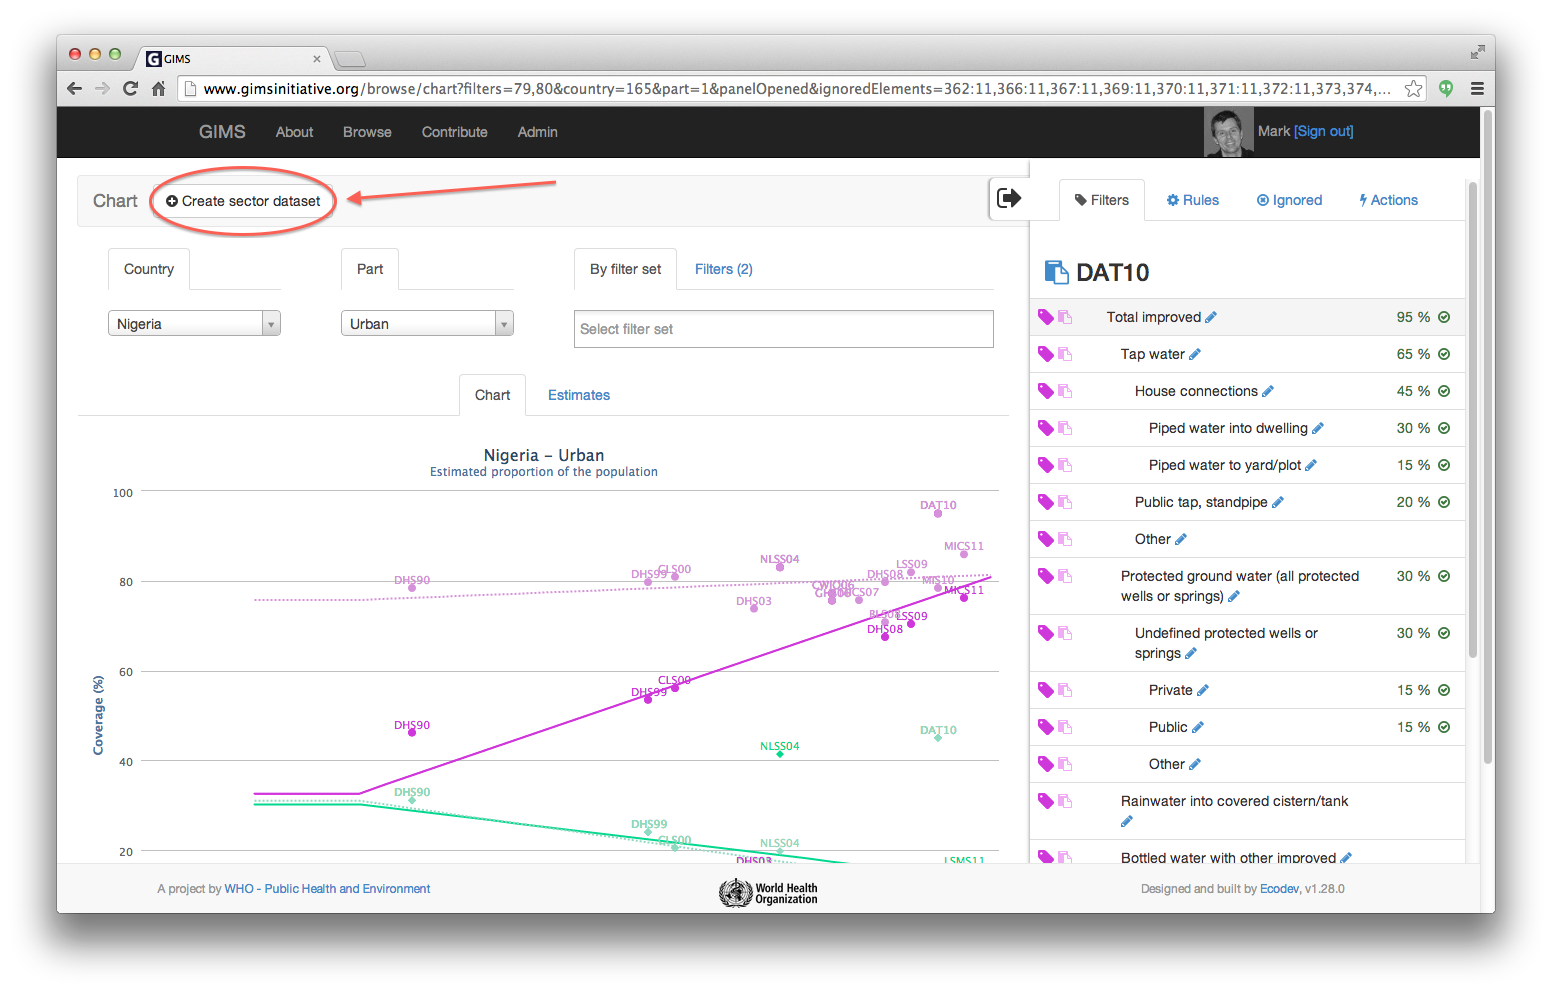 GIMS
www.gimsinitiative.org/browse/chart?filters=79,80&country=165&part=1&panelOpened&ignoredElements=362:11,366:11,367:11,369:11,370:11,371:11,372:11,373,374,...
GIMS About Browse Contribute Admin
Mark [Sign out]
Chart Create sector dataset
Filters Rules Ignored Actions
Country Part By filter set Filters (2)
Nigeria Urban Select filter set
Chart Estimates
Nigeria – Urban
Estimated proportion of the population
Coverage (%)
100
80
60
40
20
DAT10
MICS11
NLSS04
LSS09
CLS00
DHS99
DHS08
DHS90
MIS10
CWIQ06
MICS07
MICS11
DHS03
LSS09
DHS08
CLS00
DHS99
DHS90
DAT10
NLSS04
DHS90
DHS99
CLS00
NLSS04
DHS03
LSMS11
DAT10
Total improved 95 %
Tap water 65 %
House connections 45 %
Piped water into dwelling 30 %
Piped water to yard/plot 15 %
Public tap, standpipe 20 %
Other
Protected ground water (all protected 30 %
wells or springs)
Undefined protected wells or 30 %
springs
Private 15 %
Public 15 %
Other
Rainwater into covered cistern/tank
Bottled water with other improved
A project by WHO - Public Health and Environment
World Health
Organization
Designed and built by Ecodev, v1.28.0